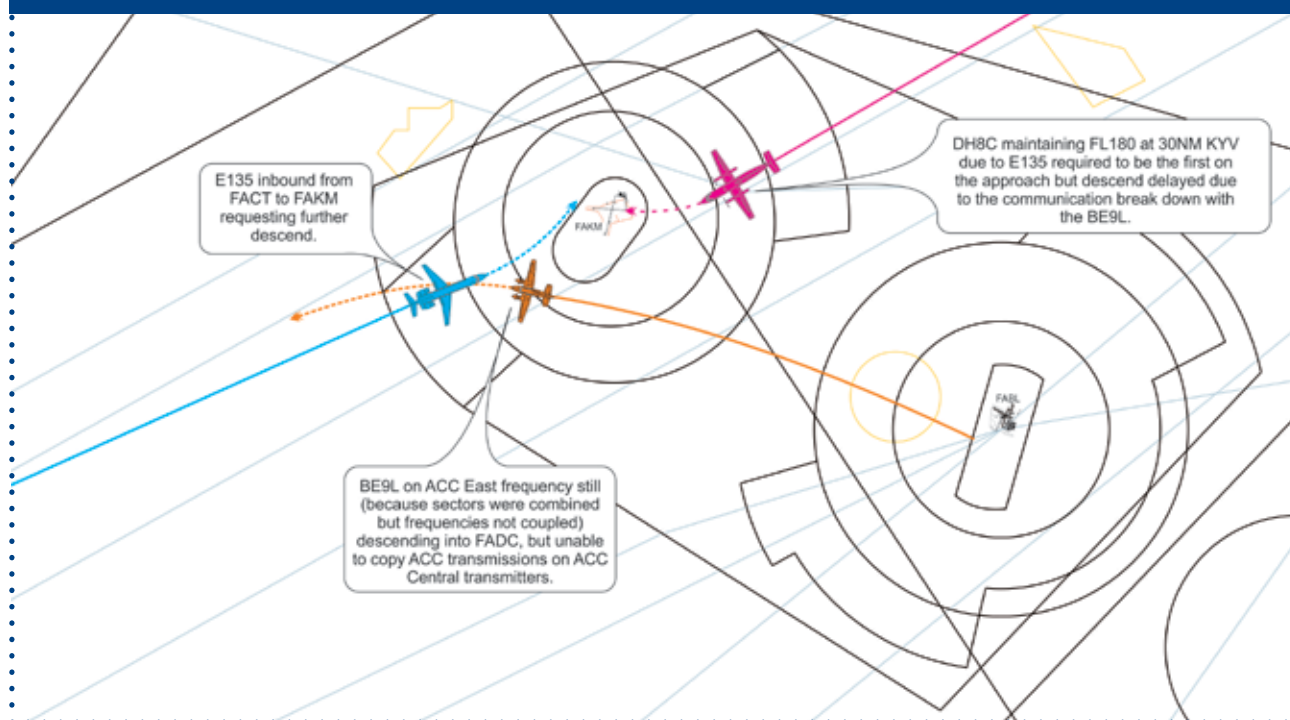 E135 inbound from
FACT to FAKM
requesting further
descend.
DH8C maintaining FL180 at 30NM KYV
due to E135 required to be the first on
the approach but descend delayed due
to the communication break down with
the BE9L.
FAKM
FABL
BE9L on ACC East frequency still
(because sectors were combined
but frequencies not coupled)
descending into FADC, but unable
to copy ACC transmissions on ACC
Central transmitters.